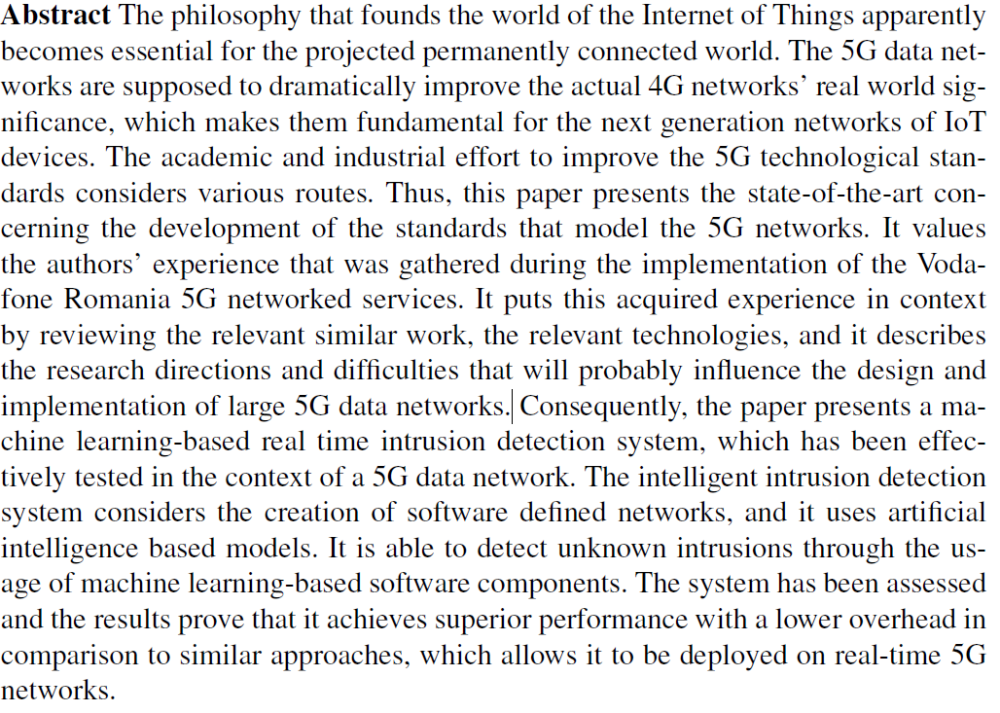 Abstract The philosophy that founds the world of the Internet of Things apparently
becomes essential for the projected permanently connected world. The 5G data net-
works are supposed to dramatically improve the actual 4G networks’ real world sig-
nificance, which makes them fundamental for the next generation networks of IoT
devices. The academic and industrial effort to improve the 5G technological stan-
dards considers various routes. Thus, this paper presents the state-of-the-art con-
cerning the development of the standards that model the 5G networks. It values
the authors’ experience that was gathered during the implementation of the Voda-
fone Romania 5G networked services. It puts this acquired experience in context
by reviewing the relevant similar work, the relevant technologies, and it describes
the research directions and difficulties that will probably influence the design and
implementation of large 5G data networks. Consequently, the paper presents a ma-
chine learning-based real time intrusion detection system, which has been effec-
tively tested in the context of a 5G data network. The intelligent intrusion detection
system considers the creation of software defined networks, and it uses artificial
intelligence based models. It is able to detect unknown intrusions through the us-
age of machine learning-based software components. The system has been assessed
and the results prove that it achieves superior performance with a lower overhead in
comparison to similar approaches, which allows it to be deployed on real-time 5G
networks.